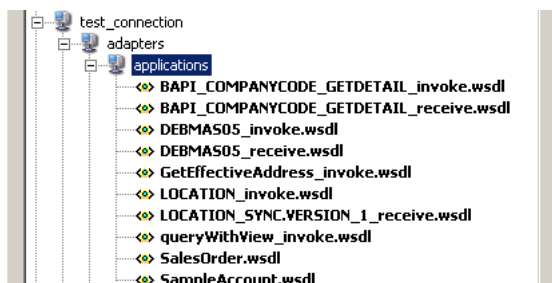 test_connection
adapters
applications
BAPI_COMPANYCODE_GETDETAIL_invoke.wsdl
BAPI_COMPANYCODE_GETDETAIL_receive.wsdl
DEBMAS05_invoke.wsdl
DEBMAS05_receive.wsdl
GetEffectiveAddress_invoke.wsdl
LOCATION_invoke.wsdl
LOCATION_SYNC.VERSION_1_receive.wsdl
queryWithView_invoke.wsdl
SalesOrder.wsdl
SampleAccount.wsdl